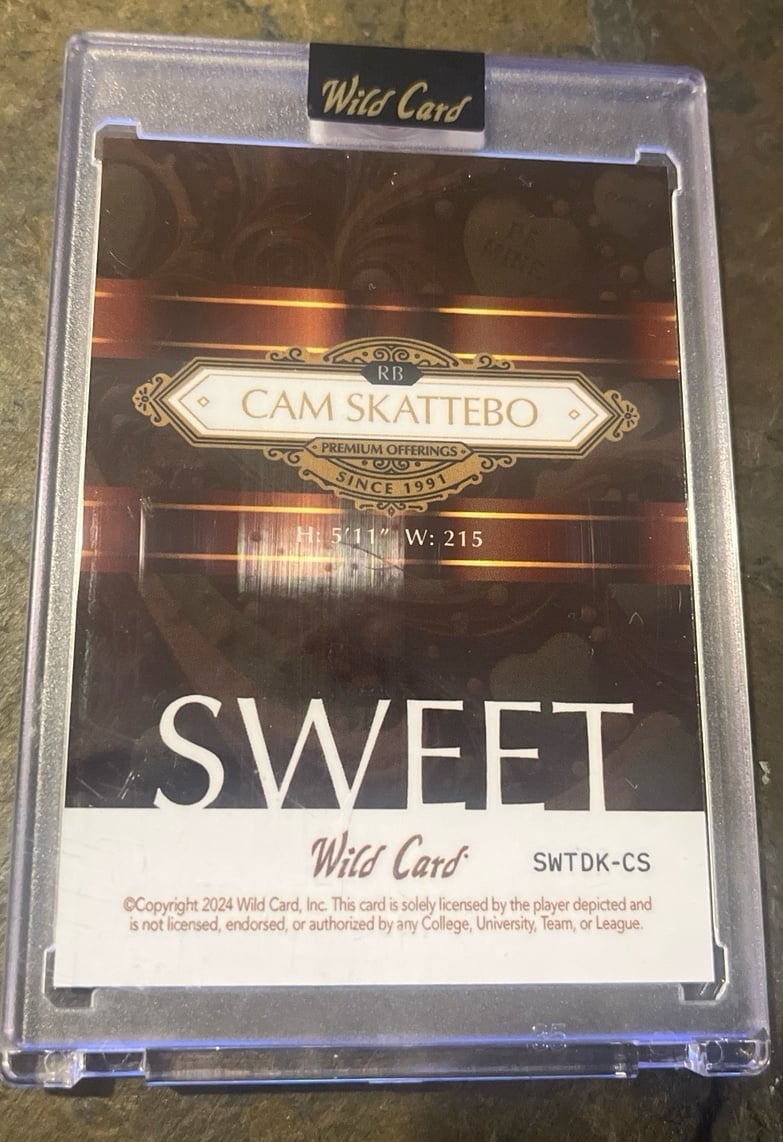 Wild Card
BE
MINE
RB
CAM SKATTEBO
PREMIUM OFFERINGS
SINCE 1991
H: 5'11" W: 215
SWEET
Wild Card
SWTDK-CS
©Copyright 2024 Wild Card, Inc. This card is solely licensed by the player depicted and
is not licensed, endorsed, or authorized by any College, University, Team, or League.